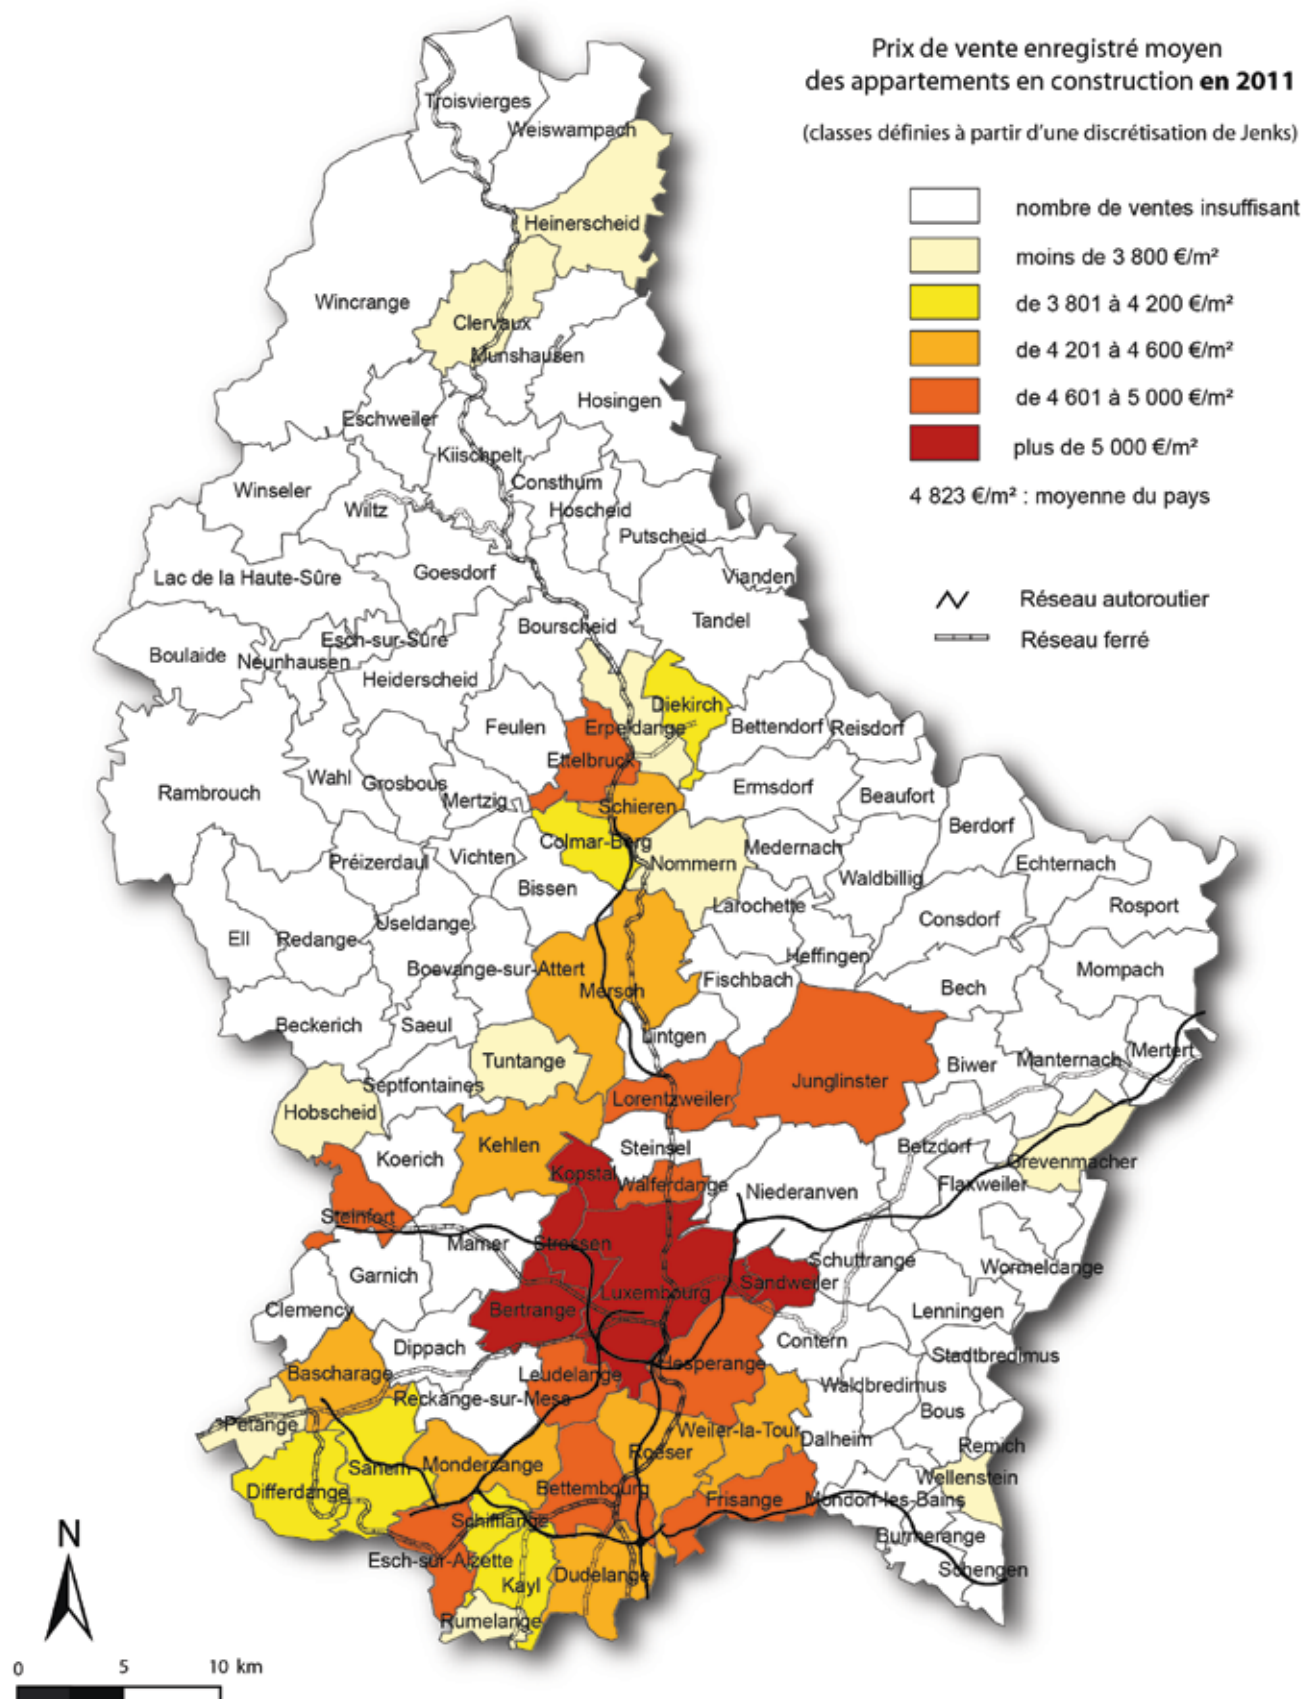 Prix de vente enregistré moyen
des appartements en construction en 2011
(classes définies à partir d'une discrétisation de Jenks)
nombre de ventes insuffisant
moins de 3 800 €/m²
de 3 801 à 4 200 €/m²
de 4 201 à 4 600 €/m²
de 4 601 à 5 000 €/m²
plus de 5 000 €/m²
4 823 €/m² : moyenne du pays
Réseau autoroutier
Réseau ferré
Troisvierges
Weiswampach
Heinerscheid
Wincrange
Clervaux
Munshausen
Hosingen
Eschweiler
Kiischpelt
Consthum
Winseler
Wiltz
Hoscheid
Putscheid
Lac de la Haute-Sûre
Goesdorf
Vianden
Tandel
Bourscheid
Esch-sur-Sûre
Boulaide
Neunhausen
Heiderscheid
Diekirch
Feulen
Erpeldange
Bettendorf
Reisdorf
Ettelbruck
Wahl
Grosbous
Rambrouch
Mertzig
Ermsdorf
Beaufort
Schieren
Berdorf
Colmar-Berg
Medernach
Préizerdaul
Vichten
Nommern
Echternach
Bissen
Waldbillig
Larochette
Rosport
Consdorf
Useldange
Ell
Redange
Heffingen
Boevange-sur-Attert
Mompach
Fischbach
Mersch
Bech
Beckerich
Saeul
Lintgen
Tuntange
Mertert
Manternach
Biwer
Septfontaines
Junglinster
Hobscheid
Lorentzweiler
Kehlen
Steinsel
Betzdorf
Koerich
Grevenmacher
Kopstal
Walferdange
Flaxweiler
Niederanven
Steinfort
Mamer
Strassen
Schuttrange
Wormeldange
Garnich
Sandweiler
Luxembourg
Clemency
Bertrange
Lenningen
Contern
Dippach
Stadtbredimus
Hesperange
Bascharage
Leudelange
Waldbredimus
Reckange-sur-Mess
Bous
Pétange
Weiler-la-Tour
Dalheim
Remich
Roeser
Sanem
Mondercange
Wellenstein
Differdange
Bettembourg
Frisange
Mondorf-les-Bains
Schifflange
Burmerange
Esch-sur-Alzette
Schengen
Dudelange
Kayl
Rumelange
N
0 5 10 km